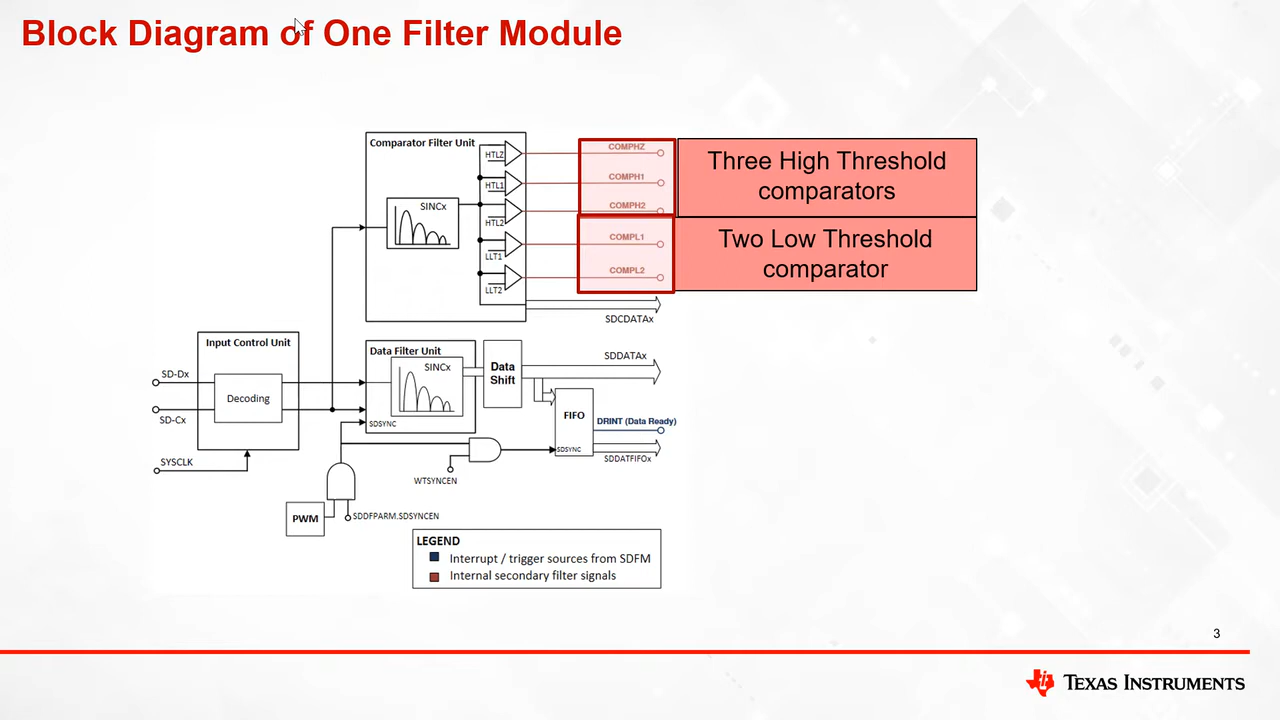 Block Diagram of One Filter Module
Comparator Filter Unit
SINCx
HTLZ
HTL1
HTL2
LLT1
LLT2
COMPHZ
COMPH1
COMPH2
COMPL1
COMPL2
Three High Threshold
comparators
Two Low Threshold
comparator
SDCDATAx
Input Control Unit
SD-Dx
Decoding
SD-Cx
SYSCLK
Data Filter Unit
SINCx
SDSYNC
Data
Shift
SDDATAx
FIFO
SDSYNC
DRINT (Data Ready)
SDDATFIFOx
WTSYNCEN
PWM
SDDFPARM.SDSYNCEN
LEGEND
Interrupt / trigger sources from SDFM
Internal secondary filter signals
3
TEXAS INSTRUMENTS